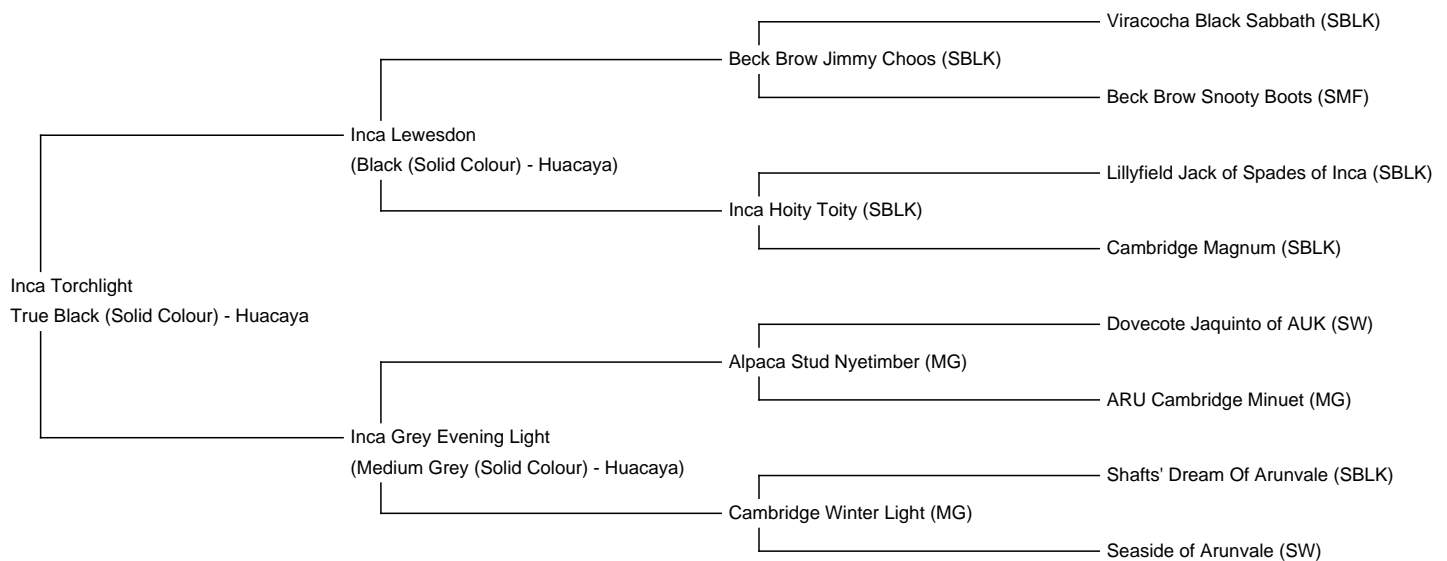 Viracocha Black Sabbath (SBLK)
Beck Brow Jimmy Choos (SBLK)
Beck Brow Snooty Boots (SMF)
Inca Lewesdon
(Black (Solid Colour) - Huacaya)
Lillyfield Jack of Spades of Inca (SBLK)
Inca Hoity Toity (SBLK)
Cambridge Magnum (SBLK)
Inca Torchlight
True Black (Solid Colour) - Huacaya
Dovecote Jaquinto of AUK (SW)
Alpaca Stud Nyetimber (MG)
ARU Cambridge Minuet (MG)
Inca Grey Evening Light
(Medium Grey (Solid Colour) - Huacaya)
Shafts' Dream Of Arunvale (SBLK)
Cambridge Winter Light (MG)
Seaside of Arunvale (SW)